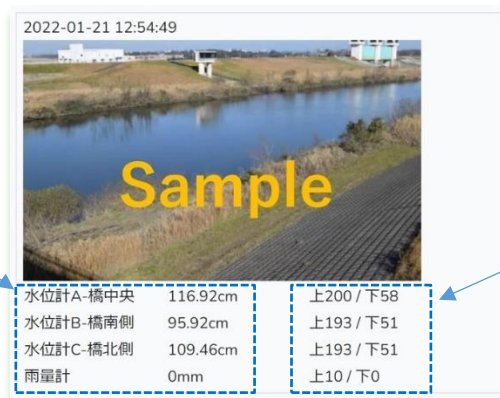 2022-01-21 12:54:49
Sample
水位計A-橋中央 116.92cm 上200 / 下58
水位計B-橋南側 95.92cm 上193 / 下51
水位計C-橋北側 109.46cm 上193 / 下51
雨量計 0mm 上10 / 下0